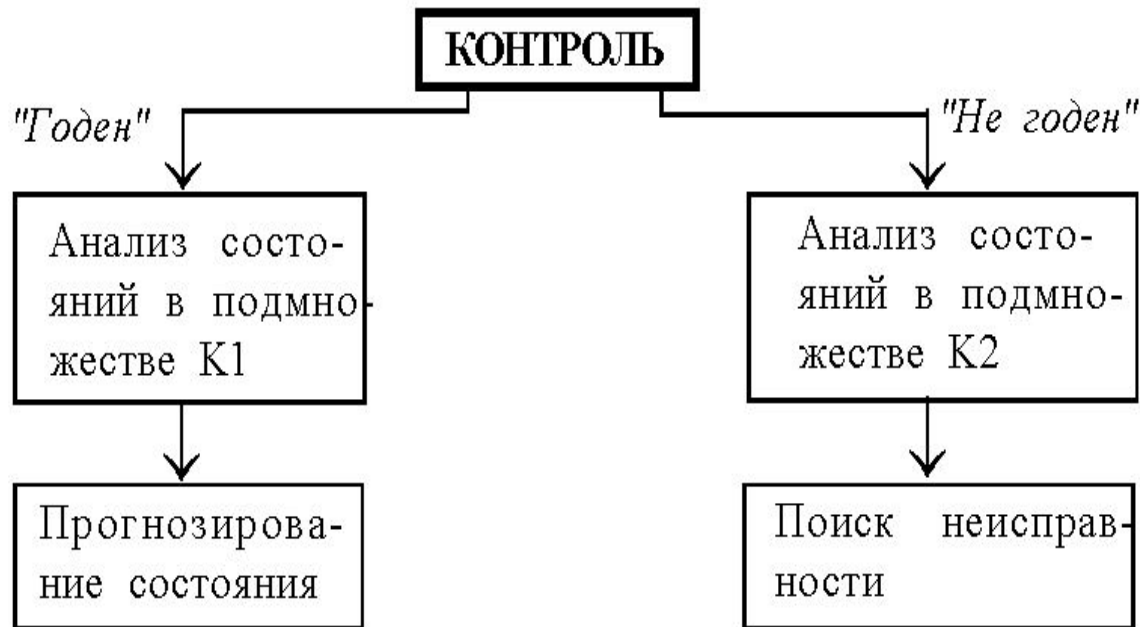 КОНТРОЛЬ
"Годен"
"Не годен"
Анализ состо-
яний в подмно-
жестве К1
Анализ состо-
яний в подмно-
жестве К2
Прогнозирова-
ние состояния
Поиск неисправ-
ности